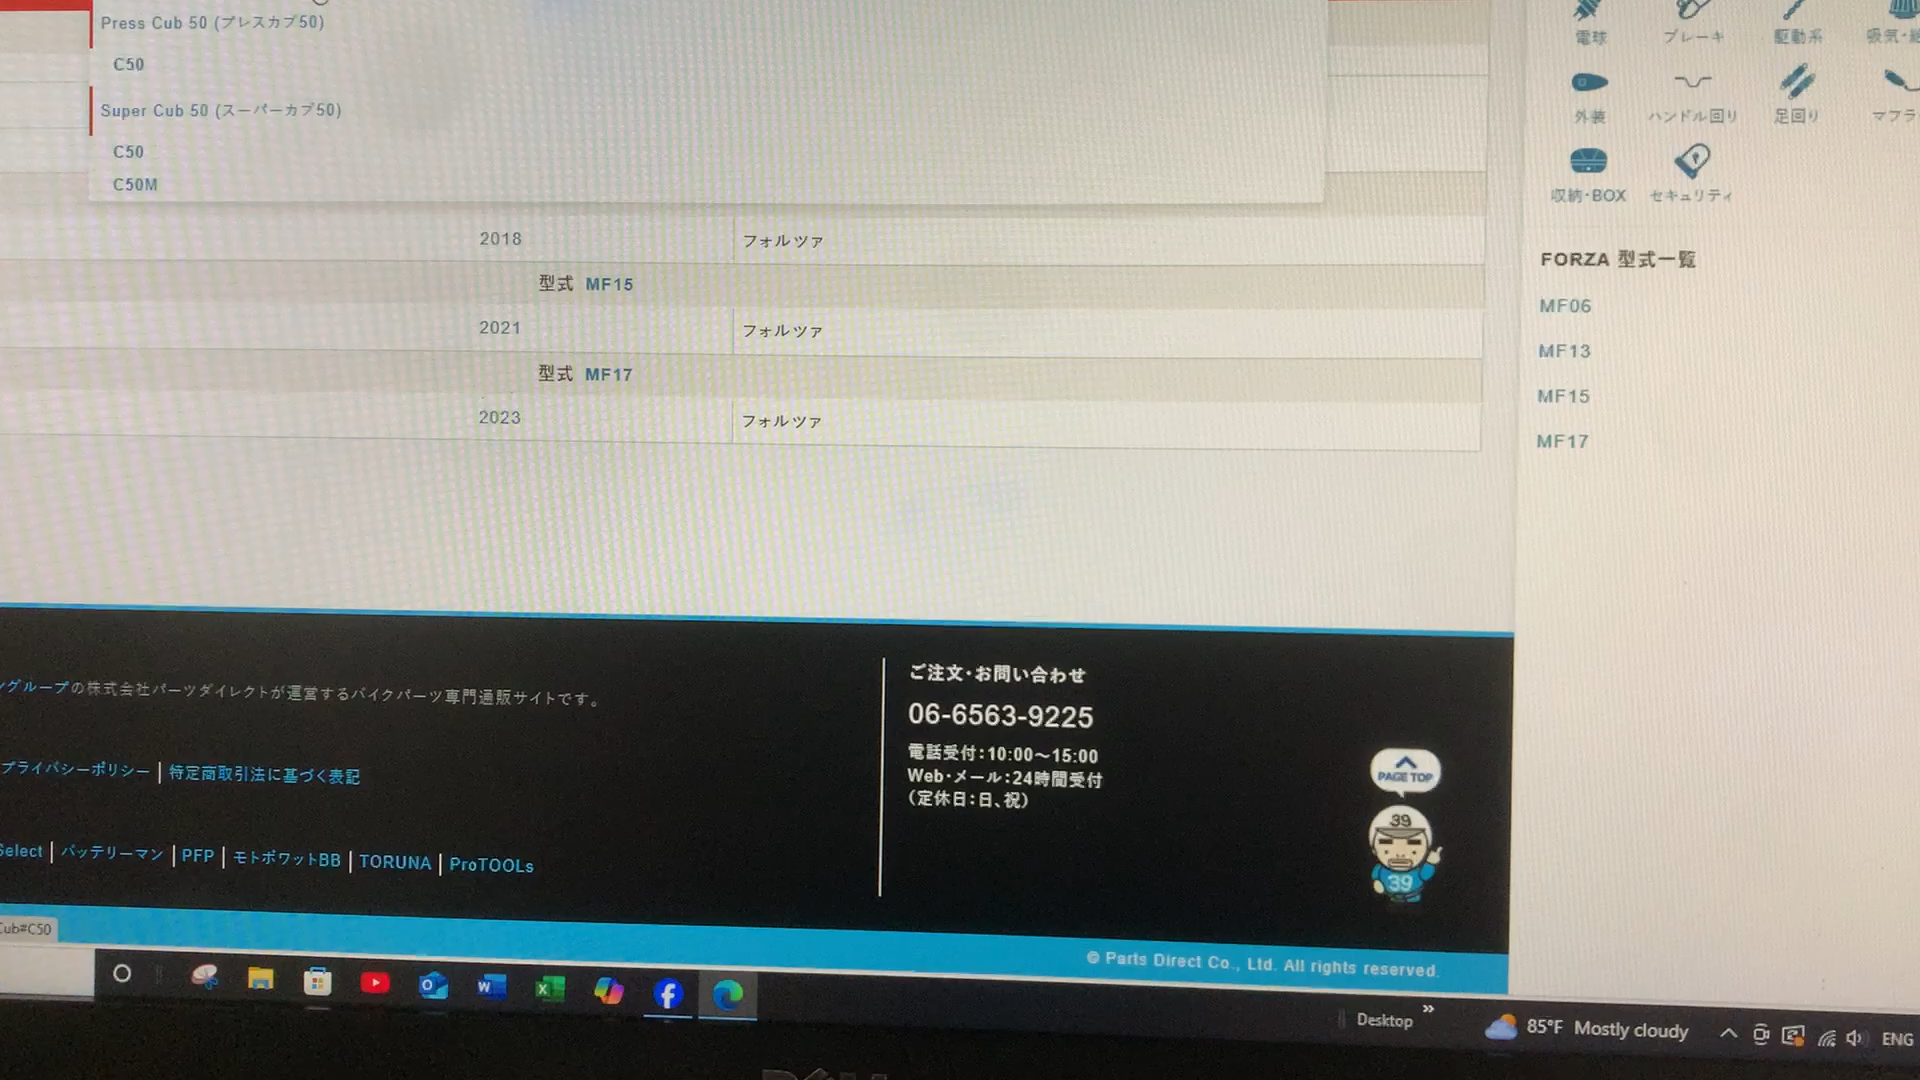 Press Cub 50 (プレスカブ50)
C50
Super Cub 50 (スーパーカブ50)
C50
C50M
2018 フォルツァ
型式 MF15
2021 フォルツァ
型式 MF17
2023 フォルツァ
電球 ブレーキ 駆動系 吸気・
外装 ハンドル回り 足回り マフラ
収納・BOX セキュリティ
FORZA 型式一覧
MF06
MF13
MF15
MF17
グループの株式会社パーツダイレクトが運営するバイクパーツ専門通販サイトです。
プライバシーポリシー | 特定商取引法に基づく表記
Select | バッテリーマン | PFP | モトボワットBB | TORUNA | ProTOOLs
ご注文・お問い合わせ
06-6563-9225
電話受付：10:00〜15:00
Web・メール：24時間受付
（定休日：日、祝）
PAGE TOP
39
39
Cub#C50
© Parts Direct Co., Ltd. All rights reserved.
Desktop
85°F Mostly cloudy
ENG